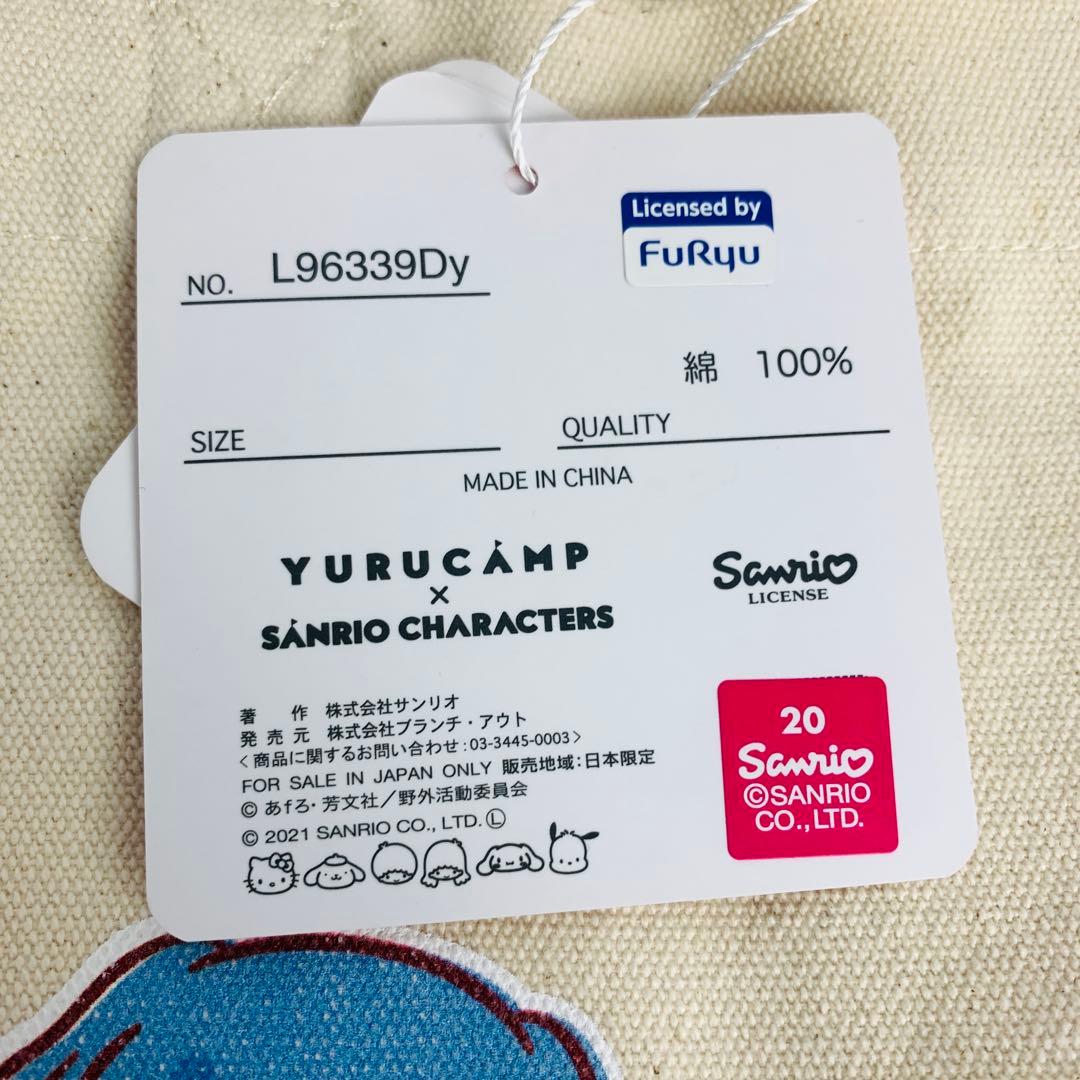 Licensed by
FuRyu
NO. L96339Dy
綿 100%
SIZE
QUALITY
MADE IN CHINA
YURUCAMP
×
SANRIO CHARACTERS
Sanrio
LICENSE
著 作 株式会社サンリオ
発売元 株式会社ブランチ・アウト
<商品に関するお問い合わせ:03-3445-0003>
FOR SALE IN JAPAN ONLY 販売地域:日本限定
© あfろ・芳文社/野外活動委員会
© 2021 SANRIO CO., LTD. Ⓛ
20
Sanrio
©SANRIO
CO.,LTD.